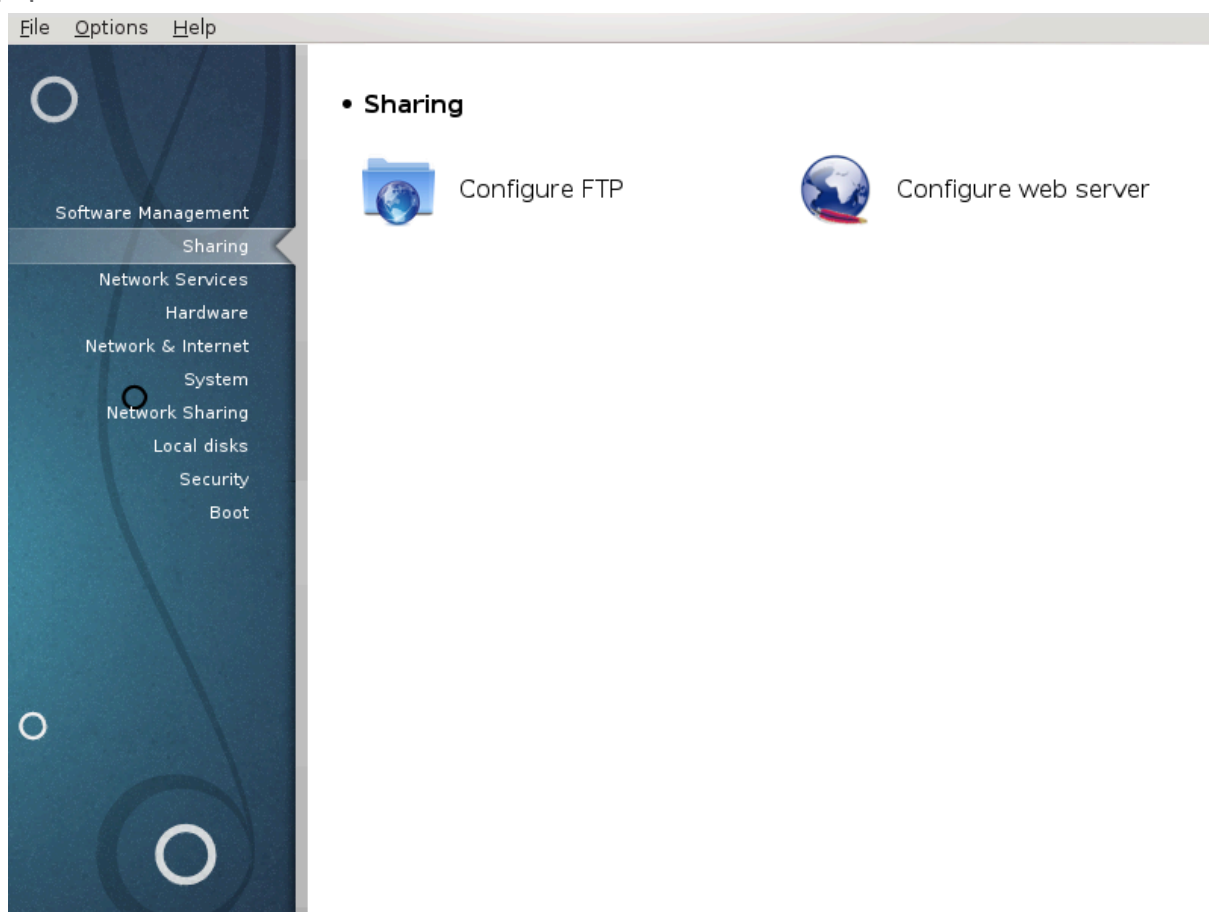 File Options Help
• Sharing
Configure FTP Configure web server
Software Management
Sharing
Network Services
Hardware
Network & Internet
System
Network Sharing
Local disks
Security
Boot